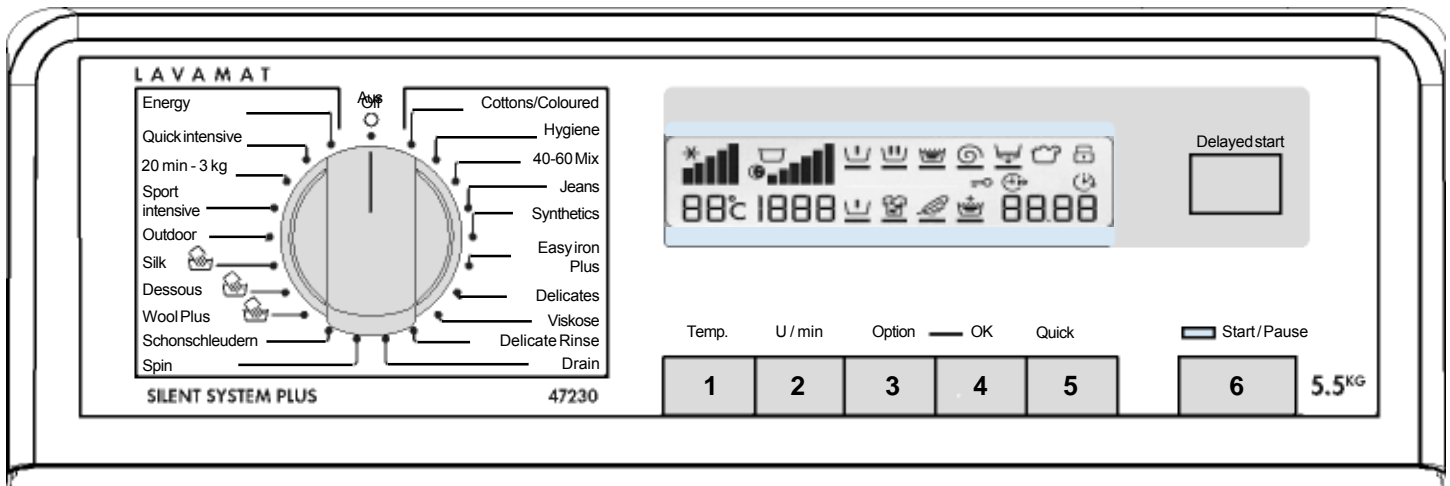 LAVAMAT
Energy
Quick intensive
20 min - 3 kg
Sport
intensive
Outdoor
Silk
Dessous
Wool Plus
Schonschleudern
Spin
Aus
Off
Cottons/Coloured
Hygiene
40-60 Mix
Jeans
Synthetics
Easy iron
Plus
Delicates
Viskose
Delicate Rinse
Drain
SILENT SYSTEM PLUS 47230
88°C 1888 88.88
Delayed start
Temp. U / min Option OK Quick Start / Pause
1 2 3 4 5 6 5.5KG